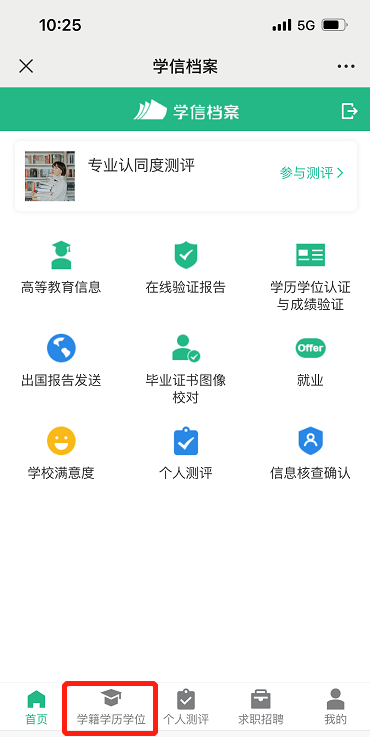 10:25
5G
学信档案
学信档案
专业认同度测评
参与测评
高等教育信息
在线验证报告
学历学位认证
与成绩验证
出国报告发送
毕业证书图像
校对
Offer
就业
学校满意度
个人测评
信息核查确认
首页
学籍学历学位
个人测评
求职招聘
我的